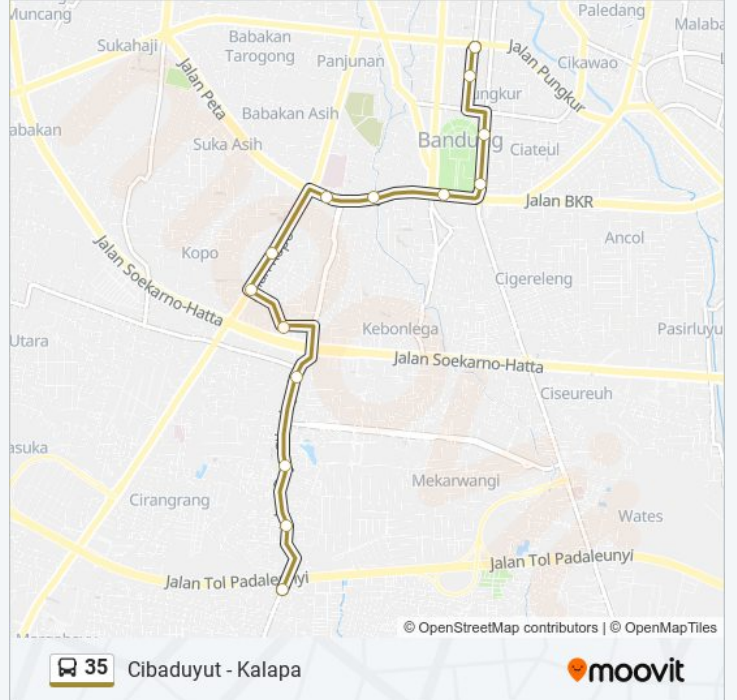 Muncang
Paledang
Malaba
Sukahaji
Babakan
Tarogong
Panjunan
Jalan Pungkur
Cikawao
Jalan Peta
ungkur
Babakan Asih
abakan
Suka Asih
Bandung
Ciateul
Jalan BKR
Ancol
Kopo
Jalan Soekarno-Hatta
Cigereleng
Utara
Kebonlega
Pasirluyu
Jalan Soekarno-Hatta
Ciseureuh
asuka
Mekarwangi
Cirangrang
Wates
Jalan Tol Padaleunyi
Jalan Tol Padaleunyi
© OpenStreetMap contributors | © OpenMapTiles
35 Cibaduyut - Kalapa
moovit